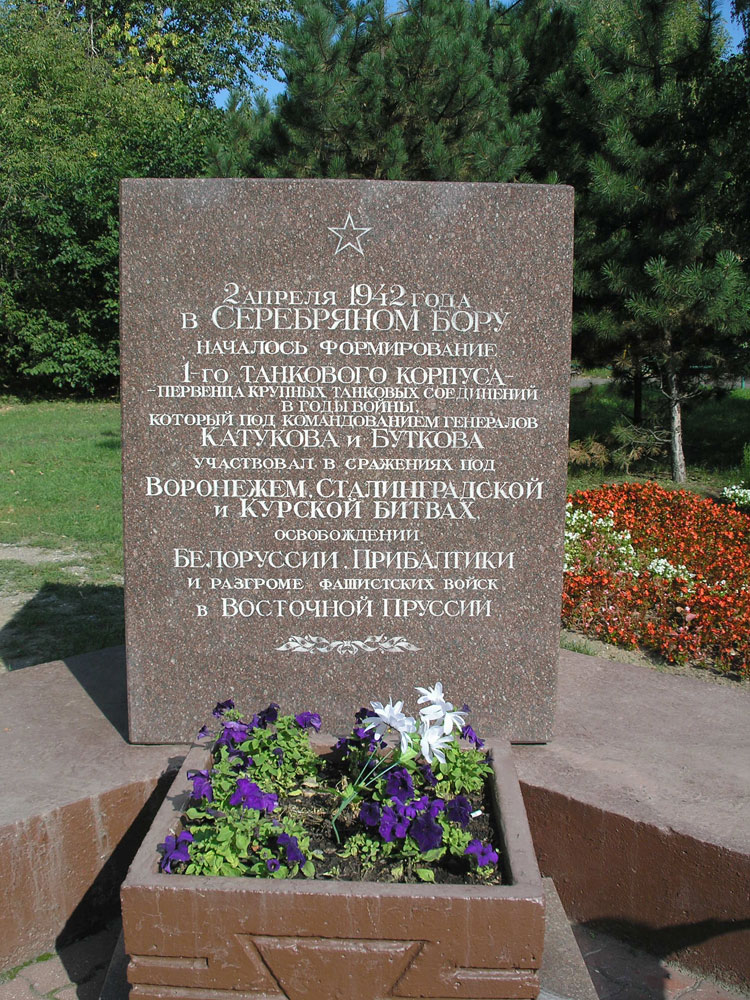 2 АПРЕЛЯ 1942 ГОДА
В СЕРЕБРЯНОМ БОРУ
НАЧАЛОСЬ ФОРМИРОВАНИЕ
1-ГО ТАНКОВОГО КОРПУСА-
-ПЕРВЕНЦА КРУПНЫХ ТАНКОВЫХ СОЕДИНЕНИЙ
В ГОДЫ ВОЙНЫ,
КОТОРЫЙ ПОД КОМАНДОВАНИЕМ ГЕНЕРАЛОВ
КАТУКОВА И БУТКОВА
УЧАСТВОВАЛ В СРАЖЕНИЯХ ПОД
ВОРОНЕЖЕМ, СТАЛИНГРАДСКОЙ
И КУРСКОЙ БИТВАХ,
ОСВОБОЖДЕНИИ
БЕЛОРУССИИ, ПРИБАЛТИКИ
И РАЗГРОМЕ ФАШИСТСКИХ ВОЙСК
В ВОСТОЧНОЙ ПРУССИИ